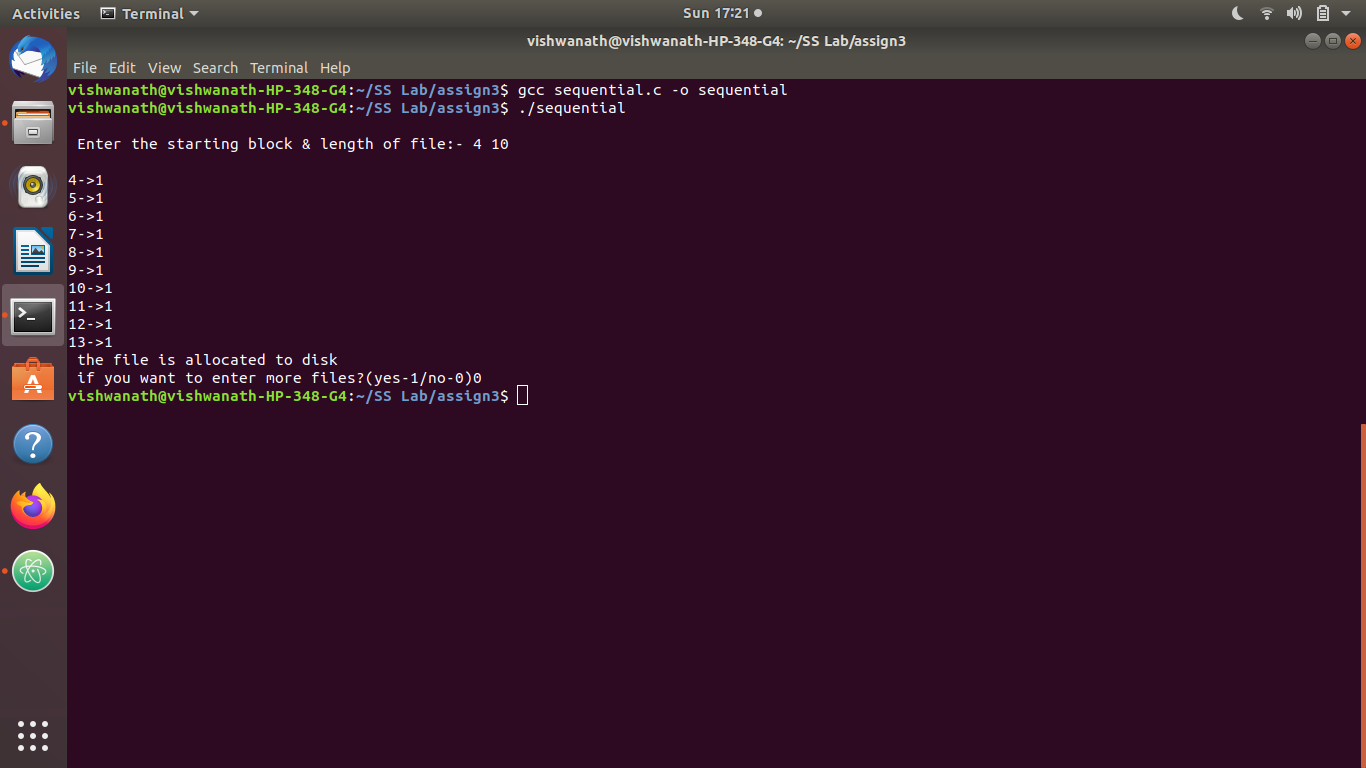 Activities Terminal Sun 17:21
vishwanath@vishwanath-HP-348-G4: ~/SS Lab/assign3
File Edit View Search Terminal Help
vishwanath@vishwanath-HP-348-G4:~/SS Lab/assign3$ gcc sequential.c -o sequential
vishwanath@vishwanath-HP-348-G4:~/SS Lab/assign3$ ./sequential
Enter the starting block & length of file:- 4 10
4->1
5->1
6->1
7->1
8->1
9->1
10->1
11->1
12->1
13->1
the file is allocated to disk
if you want to enter more files?(yes-1/no-0)0
vishwanath@vishwanath-HP-348-G4:~/SS Lab/assign3$